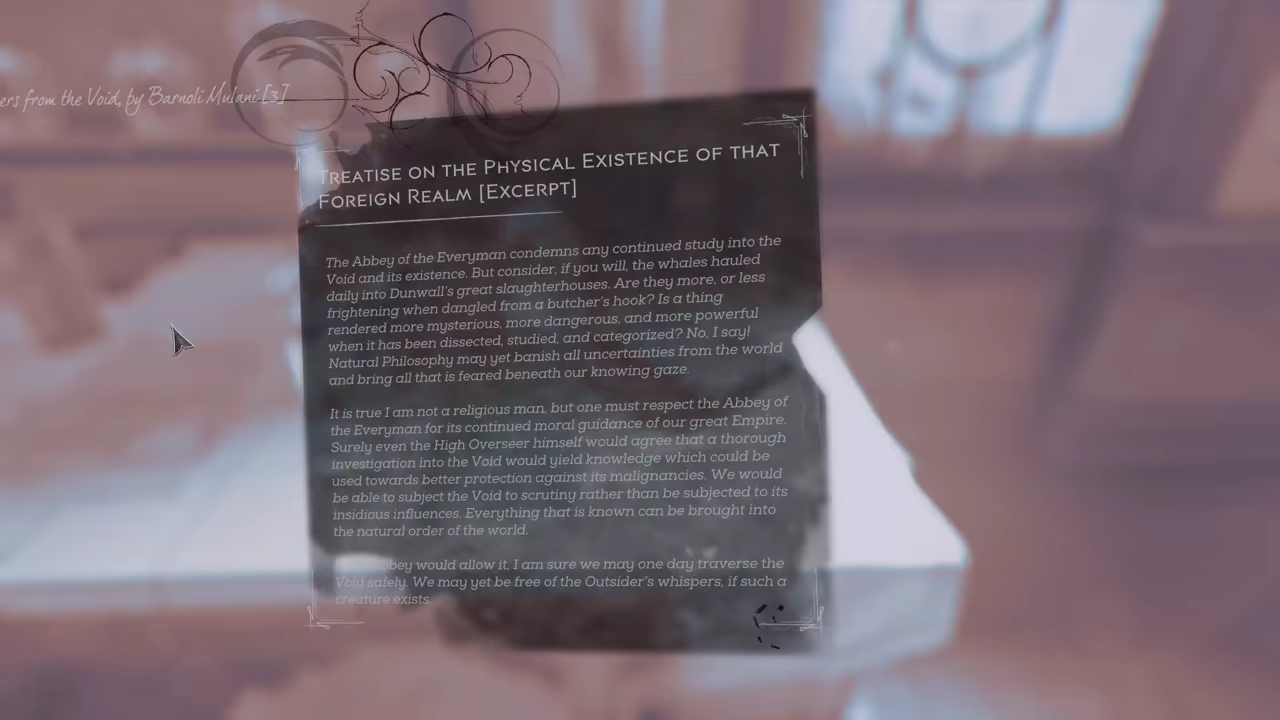 ers from the Void, by Barnoli Mulani [3]
TREATISE ON THE PHYSICAL EXISTENCE OF THAT
FOREIGN REALM [EXCERPT]
The Abbey of the Everyman condemns any continued study into the
Void and its existence. But consider, if you will, the whales hauled
daily into Dunwall's great slaughterhouses. Are they more, or less
frightening when dangled from a butcher's hook? Is a thing
rendered more mysterious, more dangerous, and more powerful
when it has been dissected, studied, and categorized? No, I say!
Natural Philosophy may yet banish all uncertainties from the world
and bring all that is feared beneath our knowing gaze.
It is true I am not a religious man, but one must respect the Abbey of
the Everyman for its continued moral guidance of our great Empire.
Surely even the High Overseer himself would agree that a thorough
investigation into the Void would yield knowledge which could be
used towards better protection against its malignancies. We would
be able to subject the Void to scrutiny rather than be subjected to its
insidious influences. Everything that is known can be brought into
the natural order of the world.
bbey would allow it, I am sure we may one day traverse the
Void safely. We may yet be free of the Outsider's whispers, if such a
creature exists.